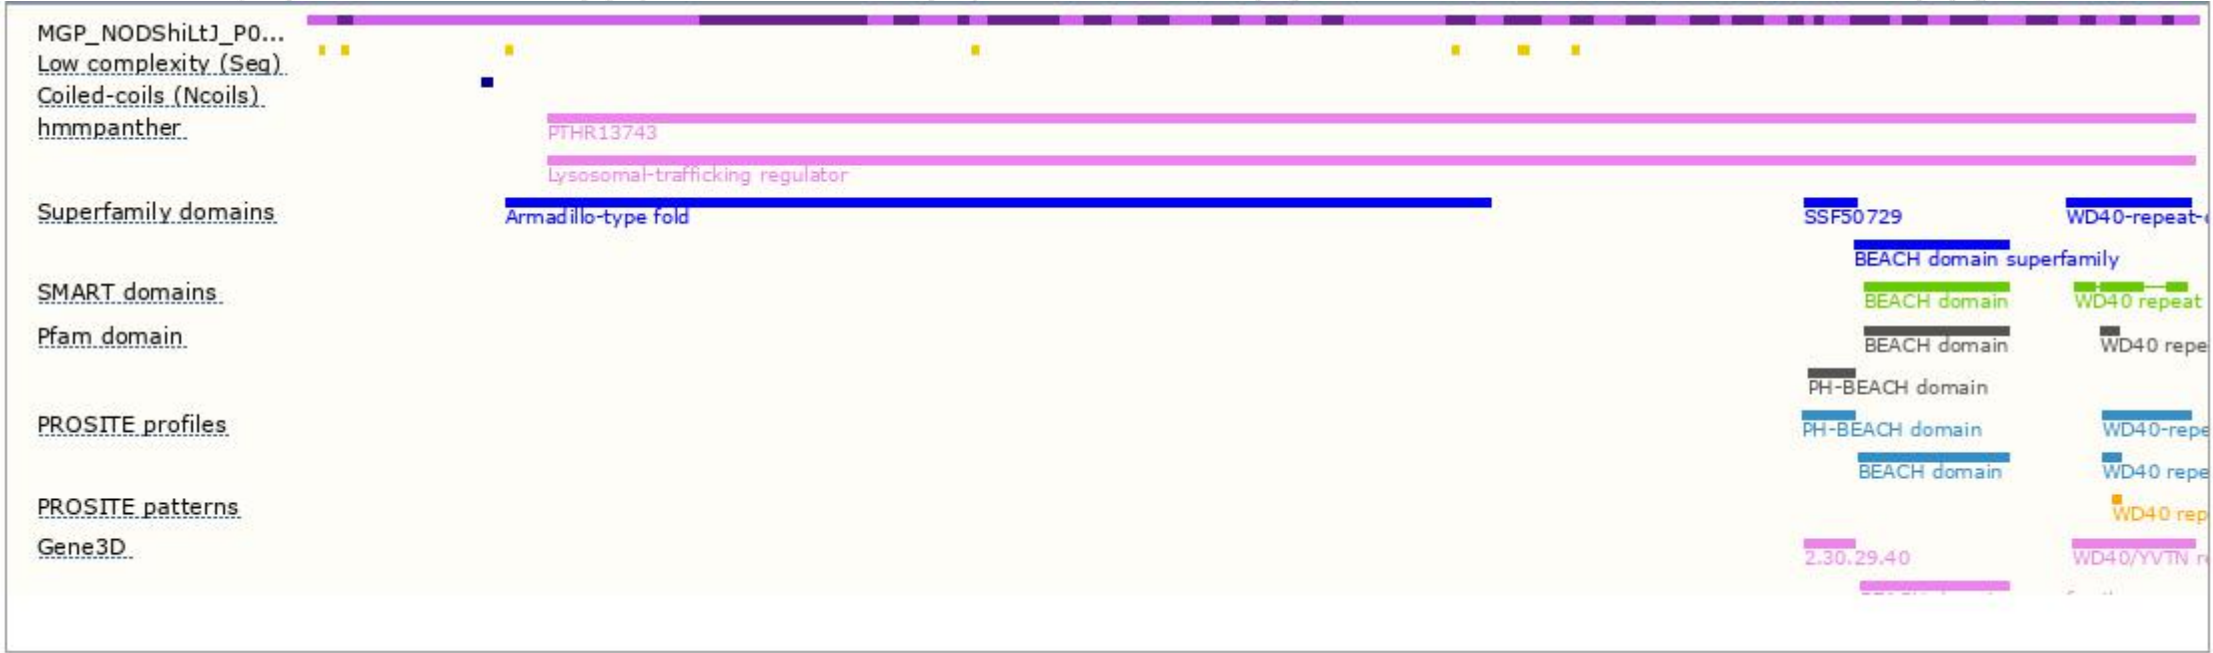 MGP_NODShiLtJ_P0...
Low complexity (Seg)
Coiled-coils (Ncoils)
hmmpanther
PTHR13743
Lysosomal-trafficking regulator
Superfamily domains
Armadillo-type fold
SSF50729
WD40-repeat-
BEACH domain superfamily
SMART domains
BEACH domain
WD40 repeat
Pfam domain
BEACH domain
WD40 repe
PH-BEACH domain
PROSITE profiles
PH-BEACH domain
WD40-repe
BEACH domain
WD40 repe
PROSITE patterns
WD40 rep
Gene3D
2.30.29.40
WD40/YVTN r